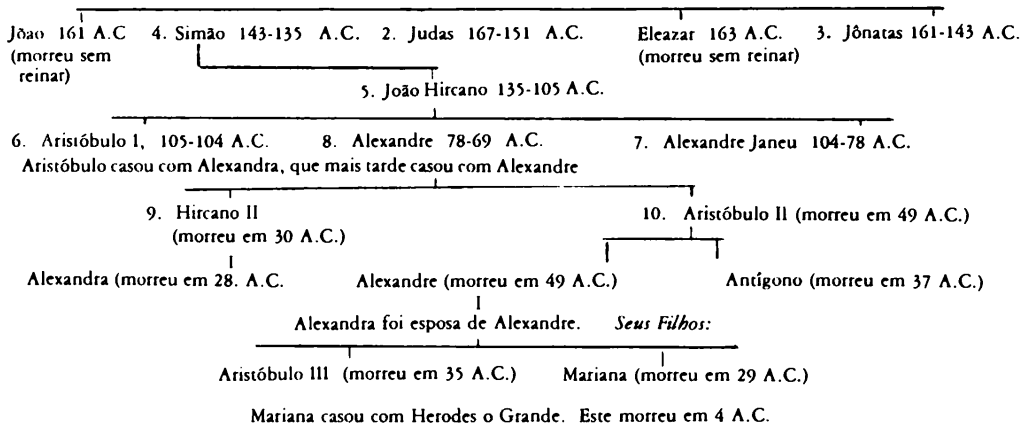 Jòao 161 A.C 4. Simão 143-135 A.C. 2. Judas 167-151 A.C. Eleazar 163 A.C. 3. Jônatas 161-143 A.C.
(morreu sem reinar) (morreu sem reinar)
5. João Hircano 135-105 A.C.
6. Aristóbulo I, 105-104 A.C. 8. Alexandre 78-69 A.C. 7. Alexandre Janeu 104-78 A.C.
Aristóbulo casou com Alexandra, que mais tarde casou com Alexandre
9. Hircano II 10. Aristóbulo II (morreu em 49 A.C.)
(morreu em 30 A.C.)
Alexandra (morreu em 28. A.C. Alexandre (morreu em 49 A.C.) Antígono (morreu em 37 A.C.)
Alexandra foi esposa de Alexandre. Seus Filhos:
Aristóbulo III (morreu em 35 A.C.) Mariana (morreu em 29 A.C.)
Mariana casou com Herodes o Grande. Este morreu em 4 A.C.